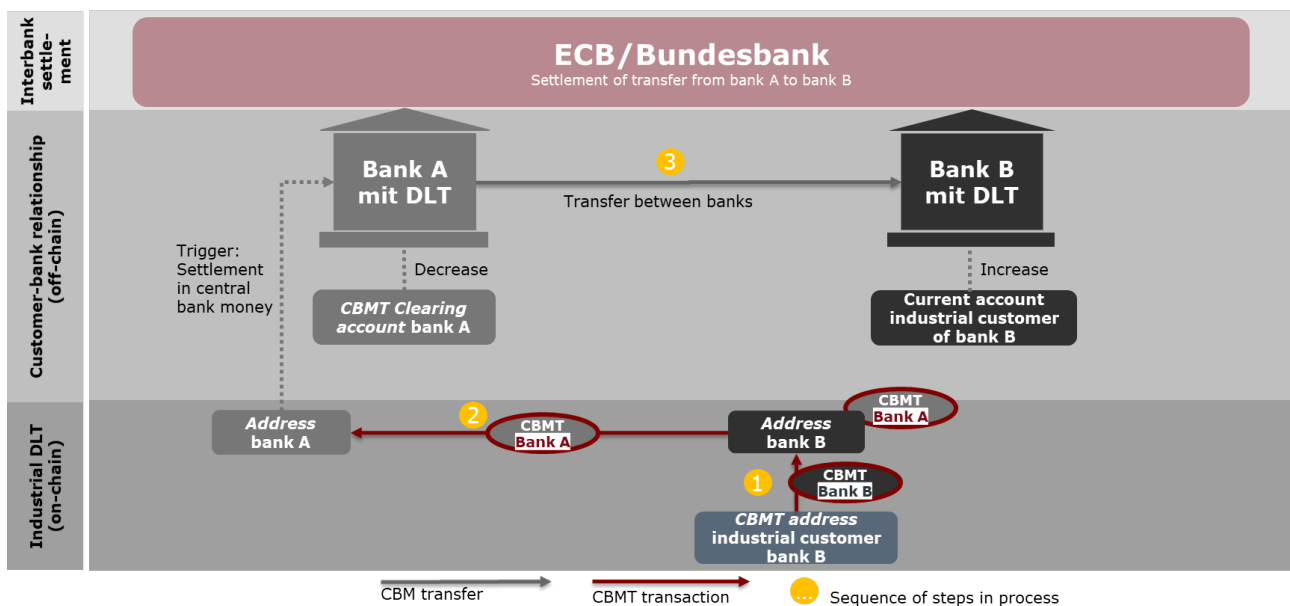 Interbank
settle-
ment
ECB/Bundesbank
Settlement of transfer from bank A to bank B
Customer-bank relationship
(off-chain)
Bank A
mit DLT
3
Transfer between banks
Bank B
mit DLT
Trigger:
Settlement
in central
bank money
Decrease
Increase
CBMT Clearing
account bank A
Current account
industrial customer
of bank B
Industrial DLT
(on-chain)
Address
bank A
2
CBMT
Bank A
Address
bank B
CBMT
Bank A
1
CBMT
Bank B
CBMT address
industrial customer
bank B
CBM transfer
CBMT transaction
...
Sequence of steps in process